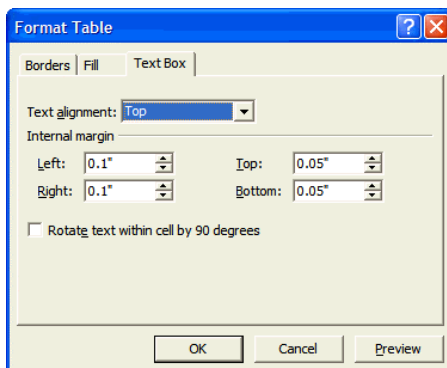 Format Table
Borders Fill Text Box
Text alignment: Top
Internal margin
Left: 0.1" Top: 0.05"
Right: 0.1" Bottom: 0.05"
Rotate text within cell by 90 degrees
OK Cancel Preview